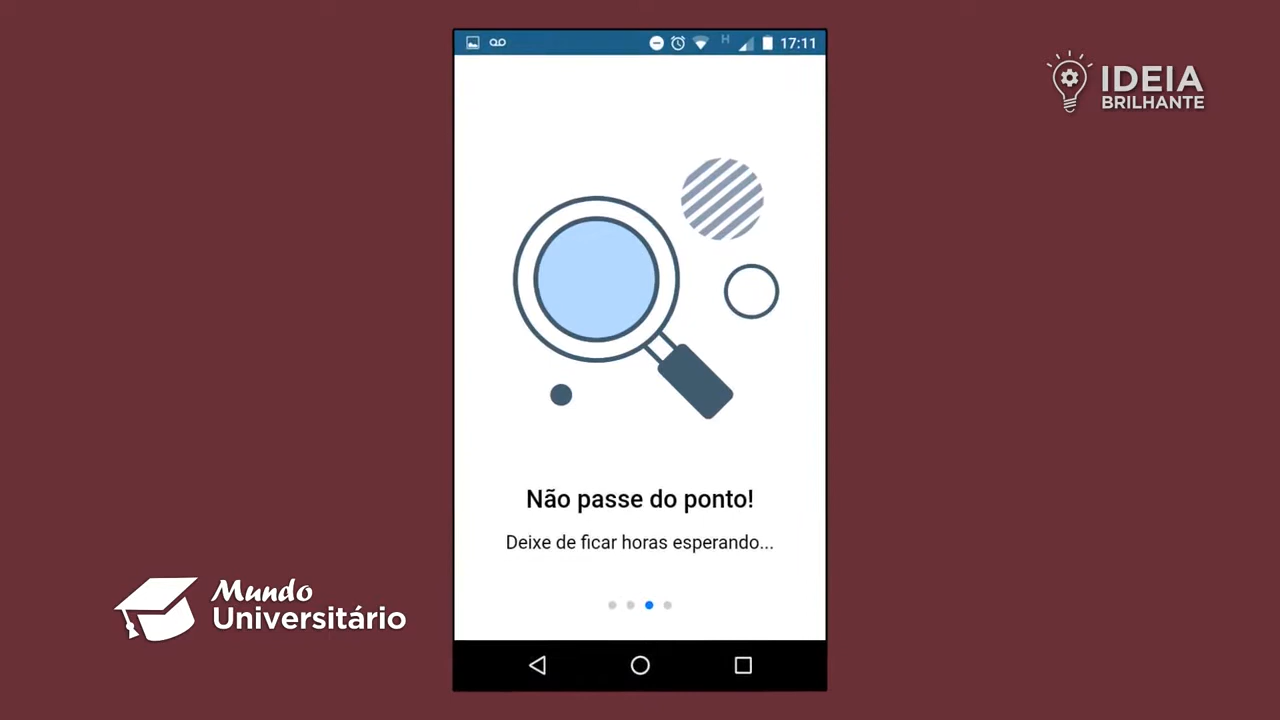 H
17:11
IDEIA
BRILHANTE
Não passe do ponto!
Deixe de ficar horas esperando...
Mundo
Universitário